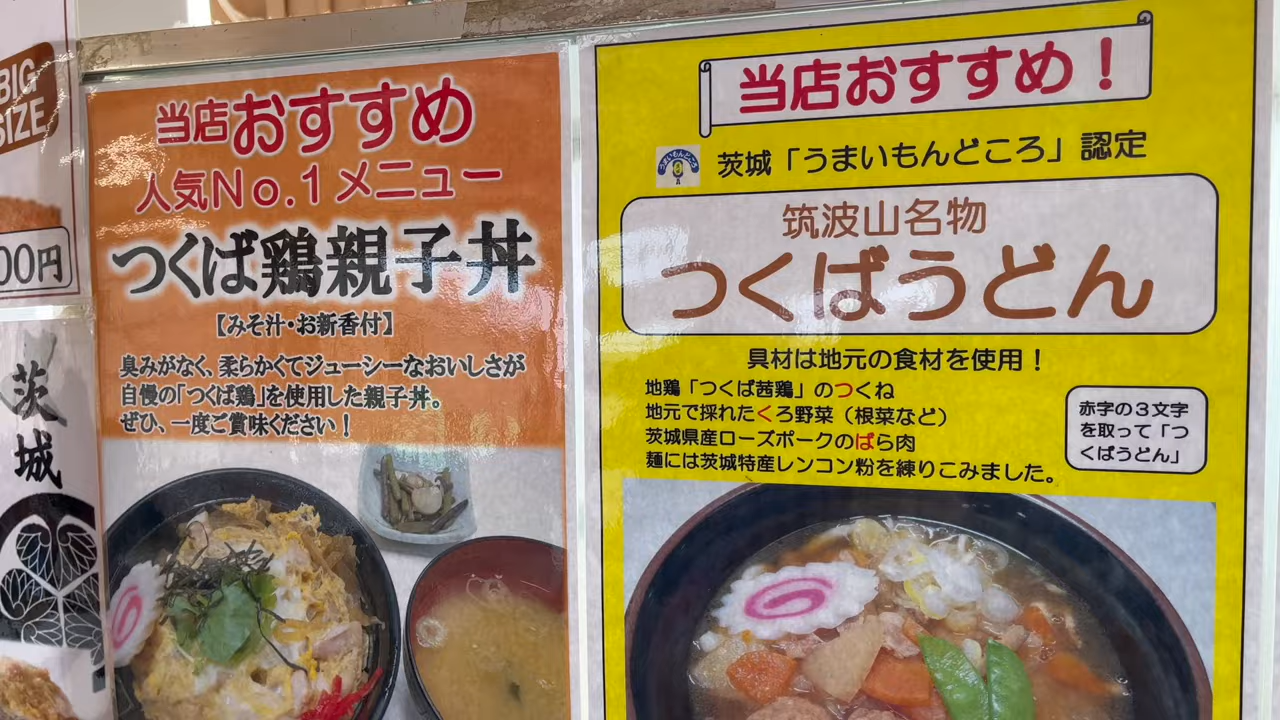 BIG
SIZE
00円
茨
城
当店おすすめ
人気No.1メニュー
つくば鶏親子丼
【みそ汁・お新香付】
臭みがなく、柔らかくてジューシーなおいしさが
自慢の「つくば鶏」を使用した親子丼。
ぜひ、一度ご賞味ください！
当店おすすめ！
うまいもんどころ
茨城「うまいもんどころ」認定
筑波山名物
つくばうどん
具材は地元の食材を使用！
地鶏「つくば茜鶏」のつくね
地元で採れたくろ野菜（根菜など）
茨城県産ローズポークのばら肉
麺には茨城特産レンコン粉を練りこみました。
赤字の３文字
を取って「つ
くばうどん」